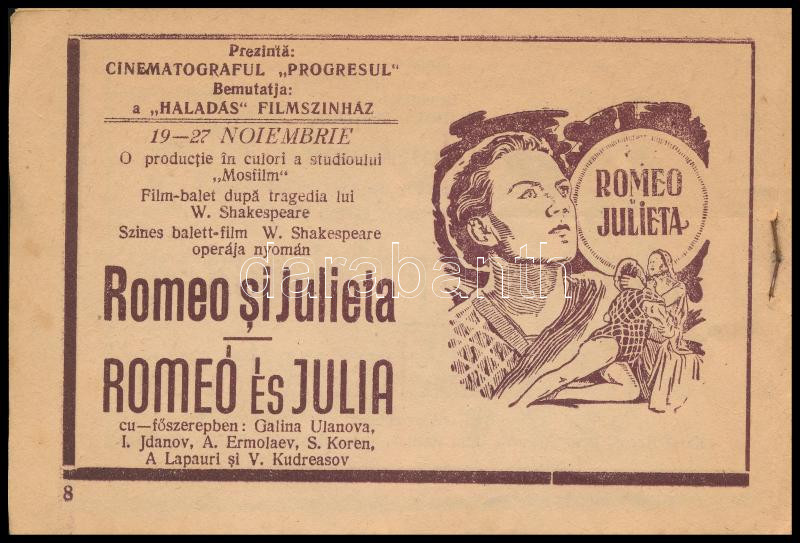 Prezintă:
CINEMATOGRAFUL „PROGRESUL“
Bemutatja:
a „HALADÁS“ FILMSZINHÁZ
19—27 NOIEMBRIE
O producţie în culori a studioului
„Mosfilm“
Film-balet după tragedia lui
W. Shakespeare
Szines balett-film W. Shakespeare
operája nyomán
Romeo şi Julieta
ROMEÓ ÉS JULIA
cu—főszerepben: Galina Ulanova,
I. Jdanov, A. Ermolaev, S. Koren,
A Lapauri şi V. Kudreasov
8
ROMEO
și
JULIETA
darabanth